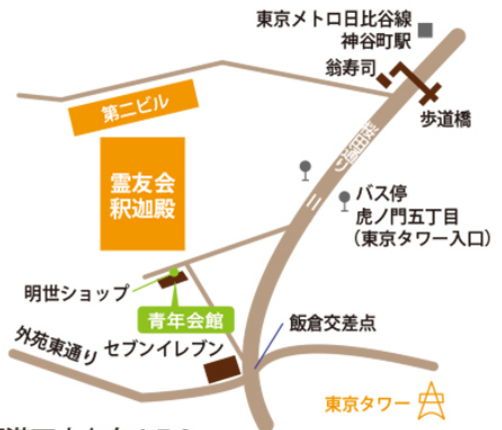 東京メトロ日比谷線
神谷町駅
翁寿司
歩道橋
第二ビル
桜田通り
霊友会
釈迦殿
バス停
虎ノ門五丁目
(東京タワー入口)
明世ショップ
青年会館
飯倉交差点
外苑東通り
セブンイレブン
東京タワー